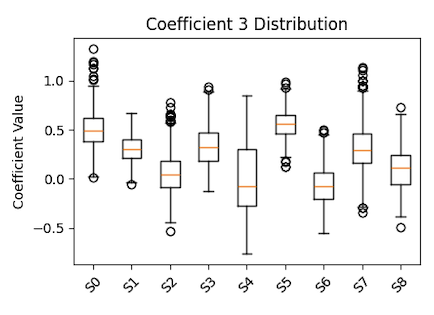 Coefficient 3 Distribution
Coefficient Value
1.0
0.5
0.0
−0.5
S0 S1 S2 S3 S4 S5 S6 S7 S8